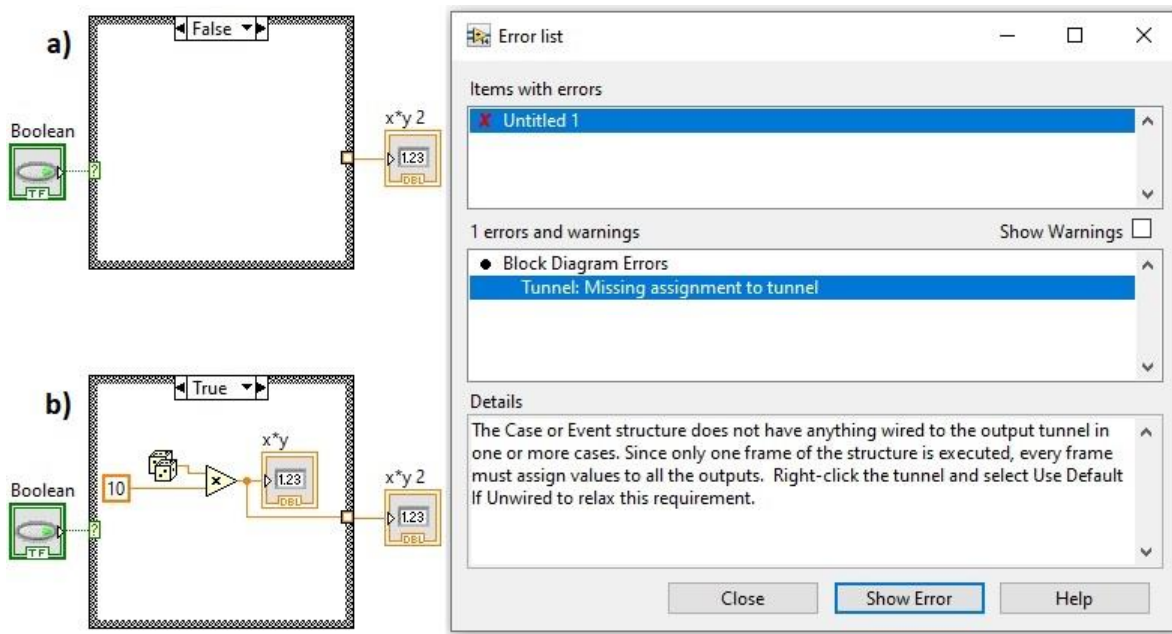 a)
False
Boolean
TF
?
x*y 2
1.23
DBL
b)
True
Boolean
TF
?
10
x
x*y
1.23
DBL
x*y 2
1.23
DBL
Error list
Items with errors
X Untitled 1
1 errors and warnings
Show Warnings
● Block Diagram Errors
Tunnel: Missing assignment to tunnel
Details
The Case or Event structure does not have anything wired to the output tunnel in
one or more cases. Since only one frame of the structure is executed, every frame
must assign values to all the outputs. Right-click the tunnel and select Use Default
If Unwired to relax this requirement.
Close
Show Error
Help